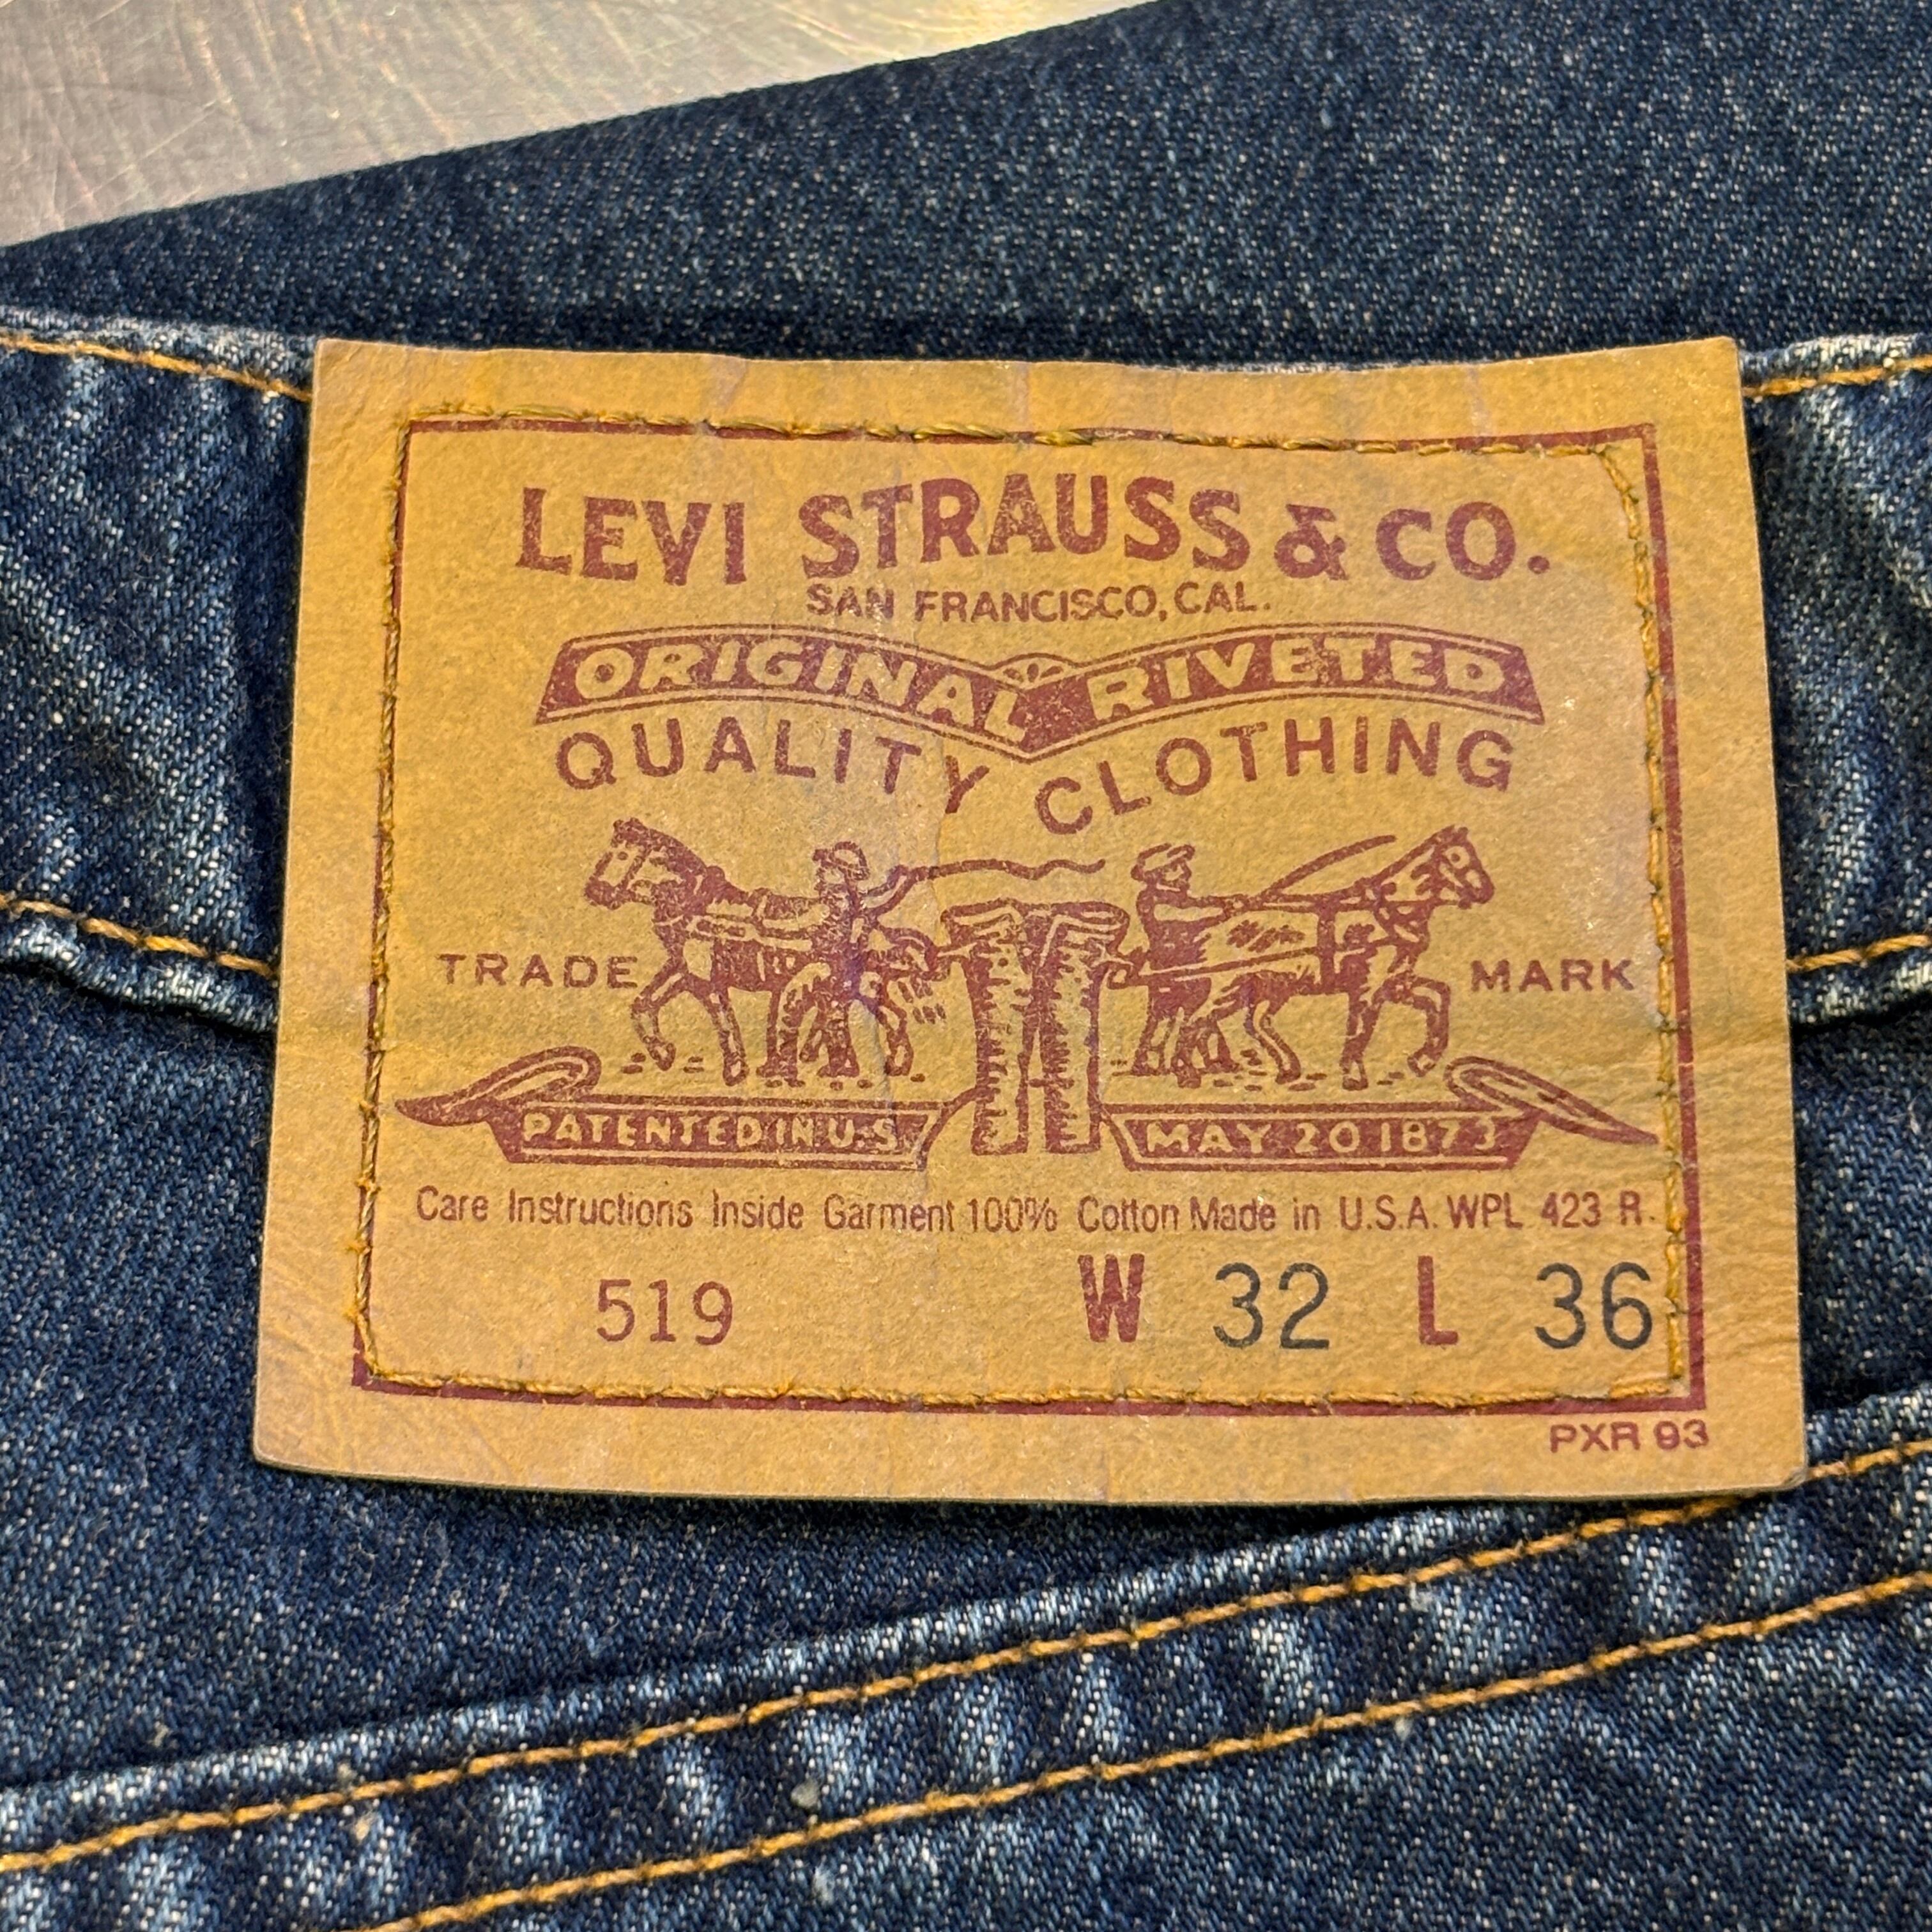 LEVI STRAUSS & CO.
SAN FRANCISCO, CAL.
ORIGINAL RIVETED
QUALITY CLOTHING
TRADE MARK
PATENTED IN U.S. MAY 20 1873
Care Instructions Inside Garment 100% Cotton Made in U.S.A. WPL 423 R.
519 W 32 L 36
PXR 93